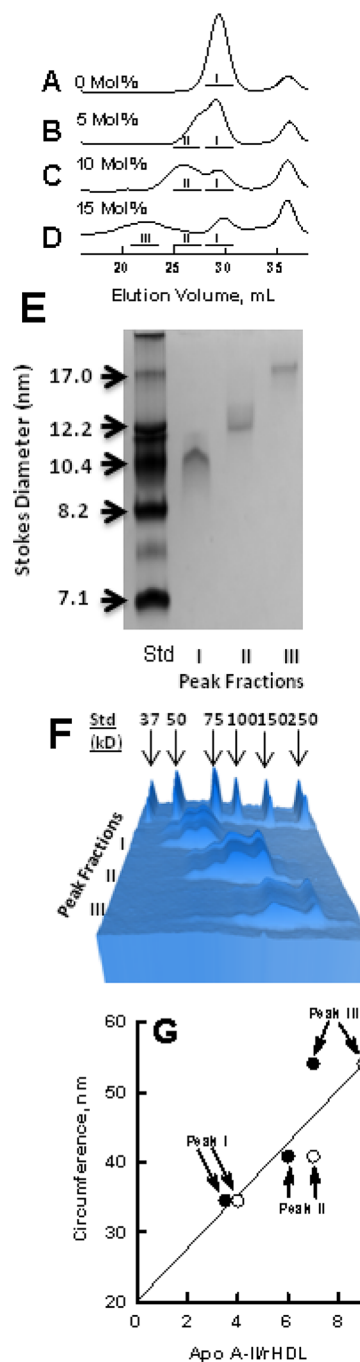 A
0 Mol%
I
B
5 Mol%
II I
C
10 Mol%
II I
15 Mol%
D
III II I
20 25 30 35
Elution Volume, mL
E
Stokes Diameter (nm)
17.0
12.2
10.4
8.2
7.1
Std I II III
Peak Fractions
F
Std 37 50 75 100 150 250
(kD)
Peak Fractions
I
II
III
G
Circumference, nm
60
50
40
30
20
Peak III
Peak I
Peak II
0 2 4 6 8
Apo A-II/rHDL